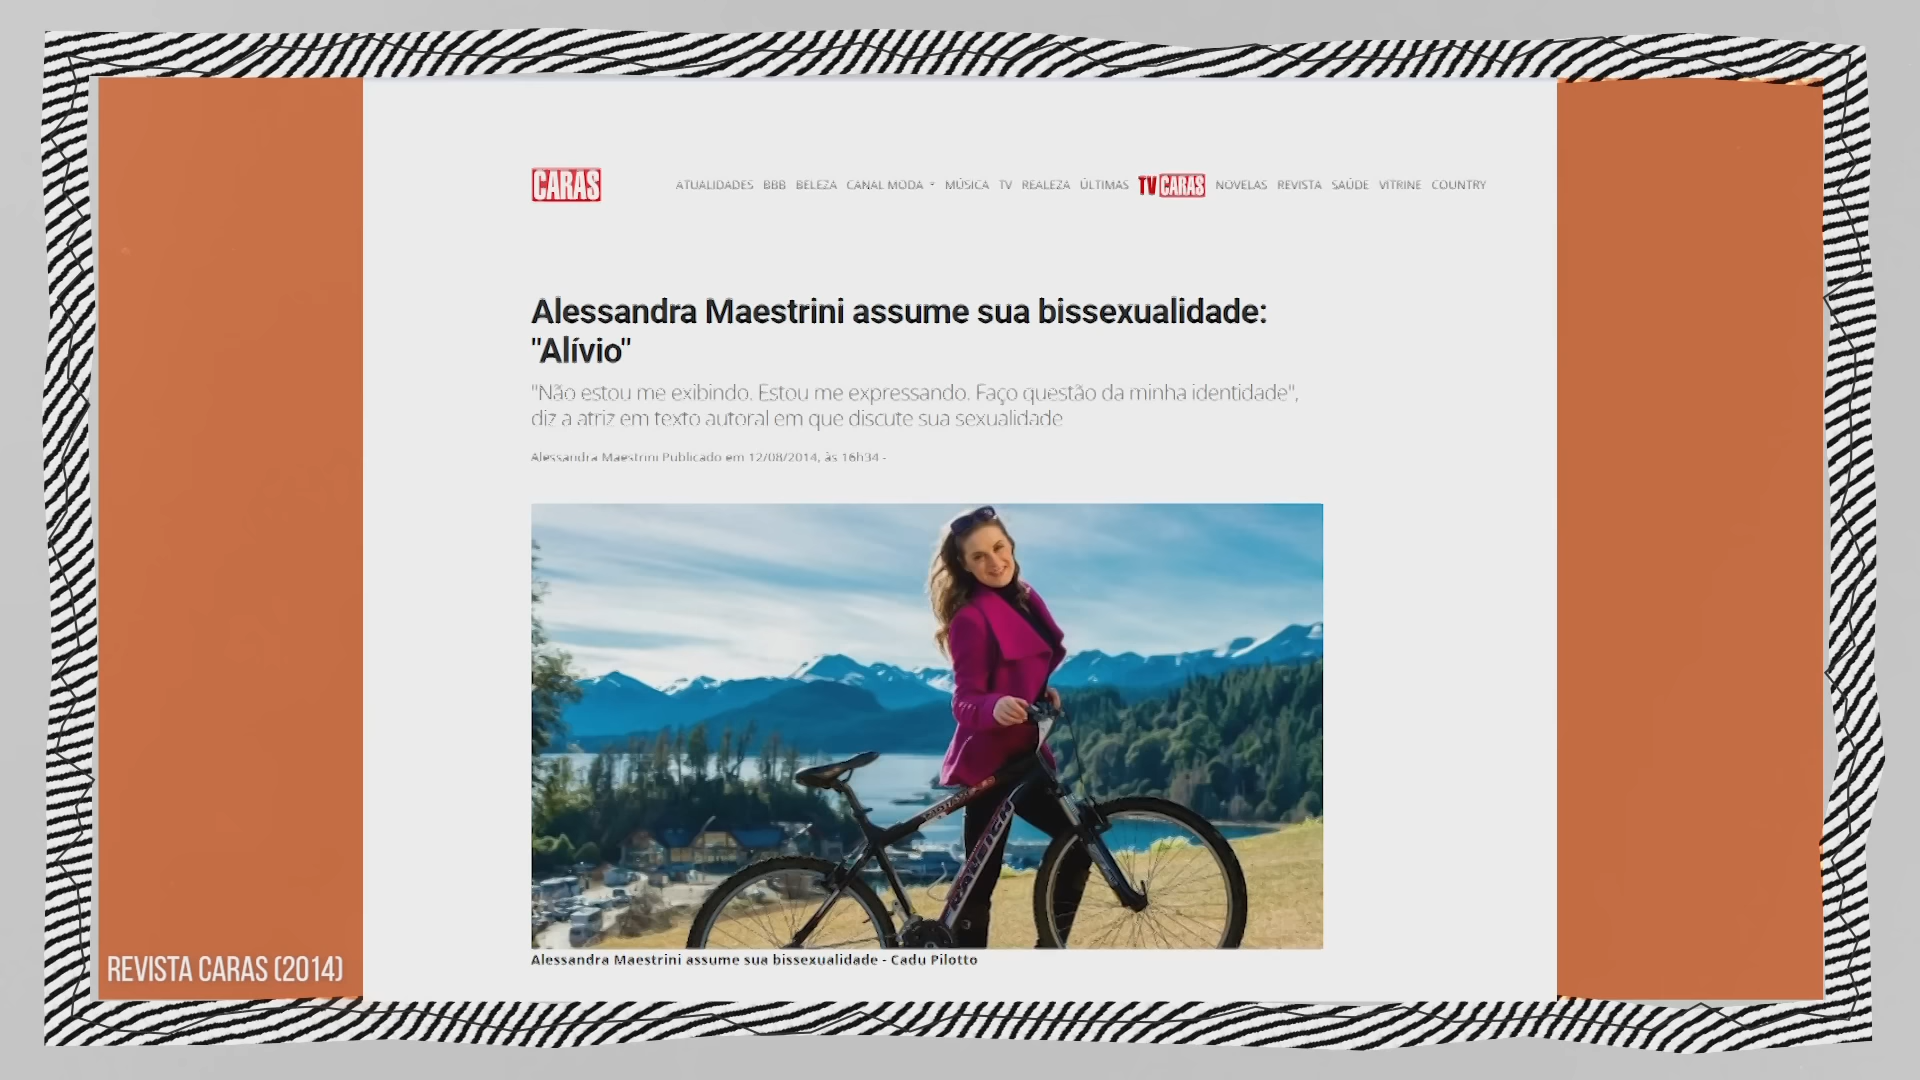 CARAS
ATUALIDADES BBB BELEZA CANAL MODA MÚSICA TV REALEZA ÚLTIMAS TV CARAS NOVELAS REVISTA SAÚDE VITRINE COUNTRY
Alessandra Maestrini assume sua bissexualidade:
"Alívio"
"Não estou me exibindo. Estou me expressando. Faço questão da minha identidade",
diz a atriz em texto autoral em que discute sua sexualidade
Alessandra Maestrini Publicado em 12/08/2014, às 16h34 -
RALEIGH
Alessandra Maestrini assume sua bissexualidade - Cadu Pilotto
REVISTA CARAS (2014)